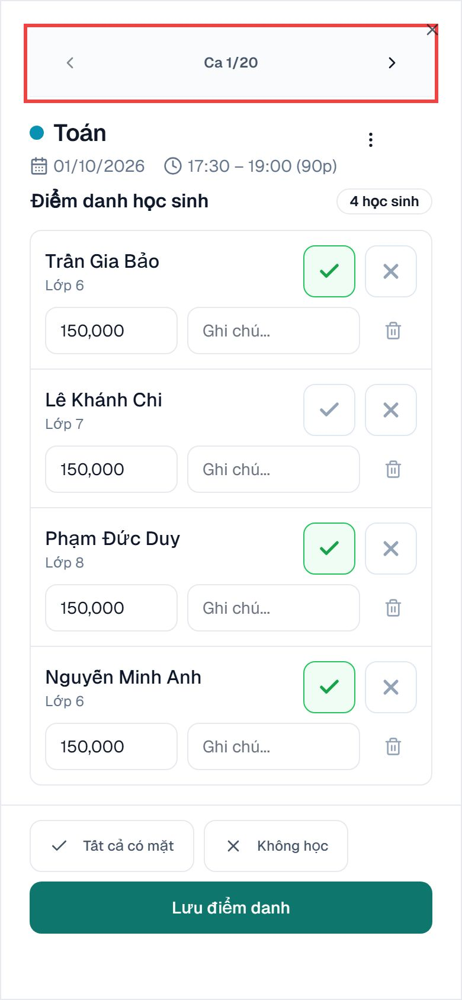 Ca 1/20
Toán
01/10/2026 17:30 – 19:00 (90p)
Điểm danh học sinh 4 học sinh
Trần Gia Bảo
Lớp 6
150,000 Ghi chú...
Lê Khánh Chi
Lớp 7
150,000 Ghi chú...
Phạm Đức Duy
Lớp 8
150,000 Ghi chú...
Nguyễn Minh Anh
Lớp 6
150,000 Ghi chú...
Tất cả có mặt Không học
Lưu điểm danh